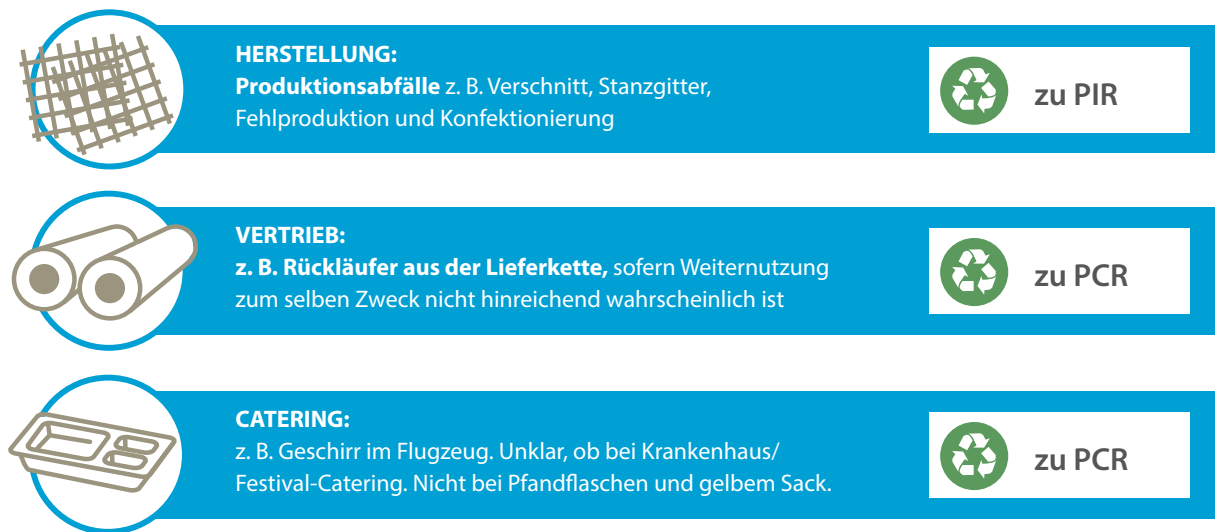 HERSTELLUNG:
Produktionsabfälle z. B. Verschnitt, Stanzgitter,
Fehlproduktion und Konfektionierung
zu PIR
VERTRIEB:
z. B. Rückläufer aus der Lieferkette, sofern Weiternutzung
zum selben Zweck nicht hinreichend wahrscheinlich ist
zu PCR
CATERING:
z. B. Geschirr im Flugzeug. Unklar, ob bei Krankenhaus/
Festival-Catering. Nicht bei Pfandflaschen und gelbem Sack.
zu PCR